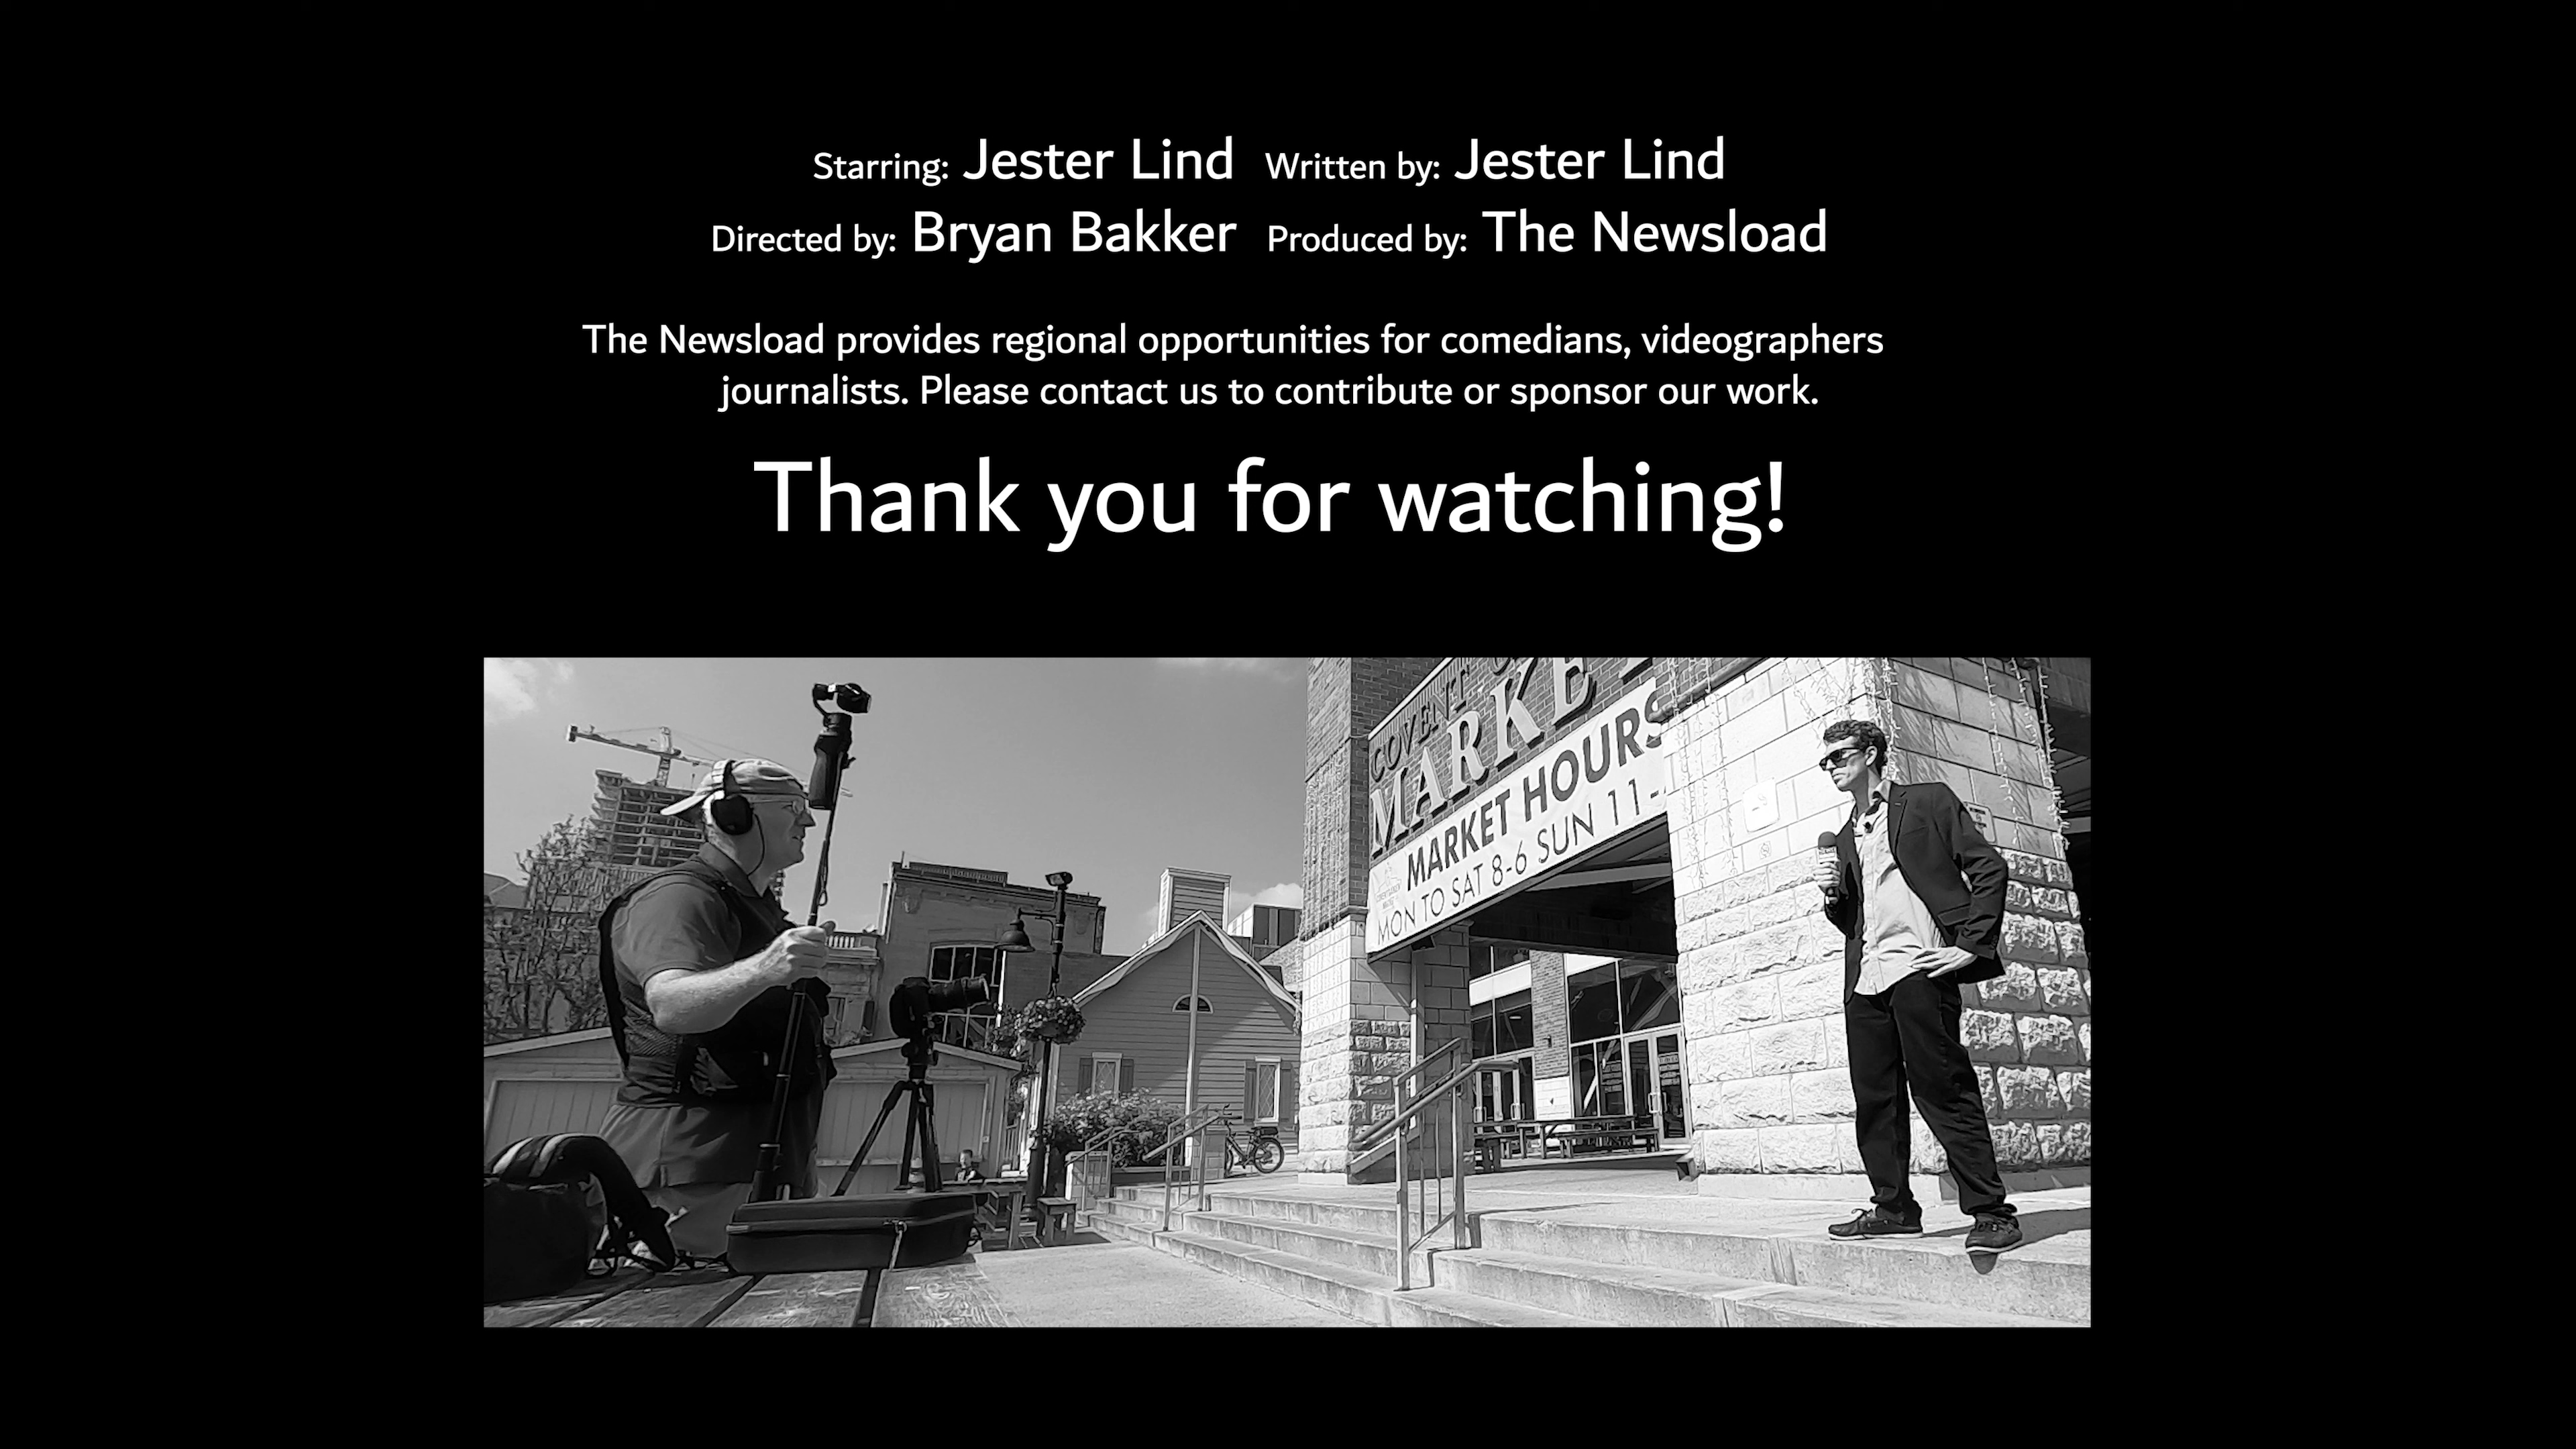 Starring: Jester Lind Written by: Jester Lind
Directed by: Bryan Bakker Produced by: The Newsload
The Newsload provides regional opportunities for comedians, videographers
journalists. Please contact us to contribute or sponsor our work.
Thank you for watching!
COVENT
MARKE
MARKET HOURS
MON TO SAT 8-6 SUN 11-